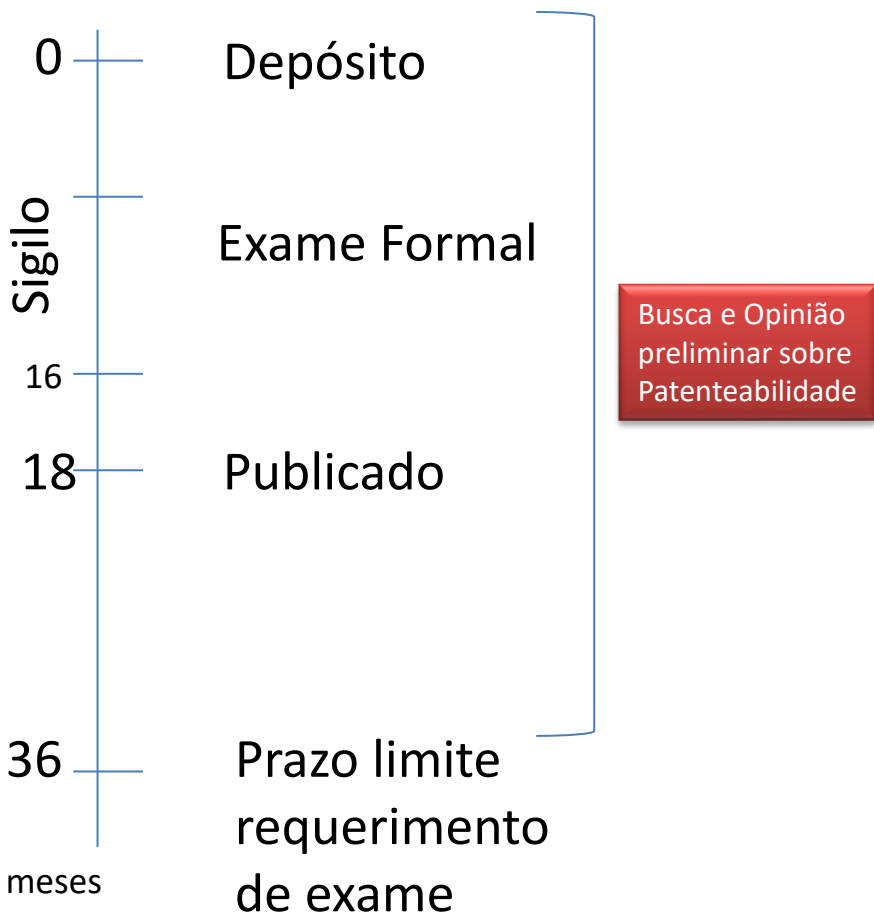 0
Depósito
Sigilo
Exame Formal
Busca e Opinião
preliminar sobre
Patenteabilidade
16
18
Publicado
36
Prazo limite
requerimento
de exame
meses